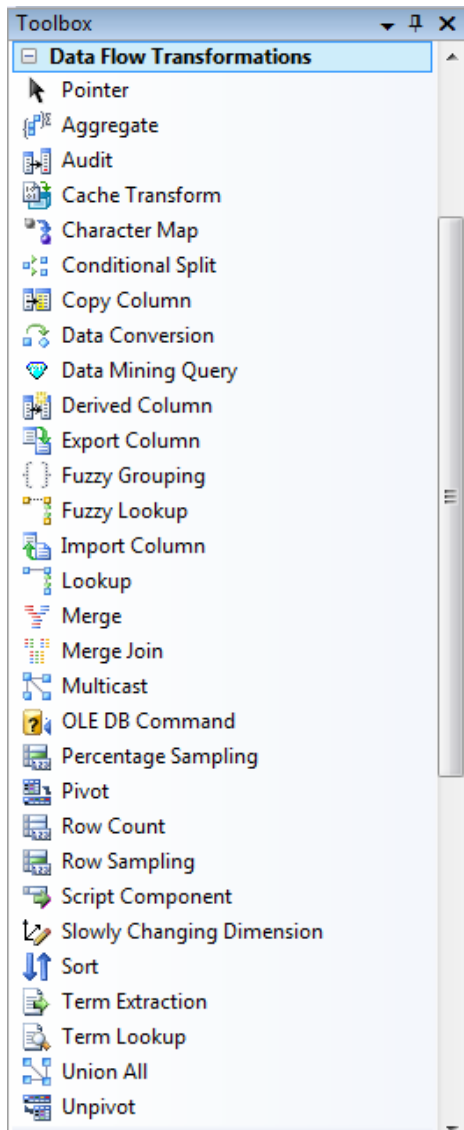 Toolbox
Data Flow Transformations
Pointer
Aggregate
Audit
Cache Transform
Character Map
Conditional Split
Copy Column
Data Conversion
Data Mining Query
Derived Column
Export Column
Fuzzy Grouping
Fuzzy Lookup
Import Column
Lookup
Merge
Merge Join
Multicast
OLE DB Command
Percentage Sampling
Pivot
Row Count
Row Sampling
Script Component
Slowly Changing Dimension
Sort
Term Extraction
Term Lookup
Union All
Unpivot